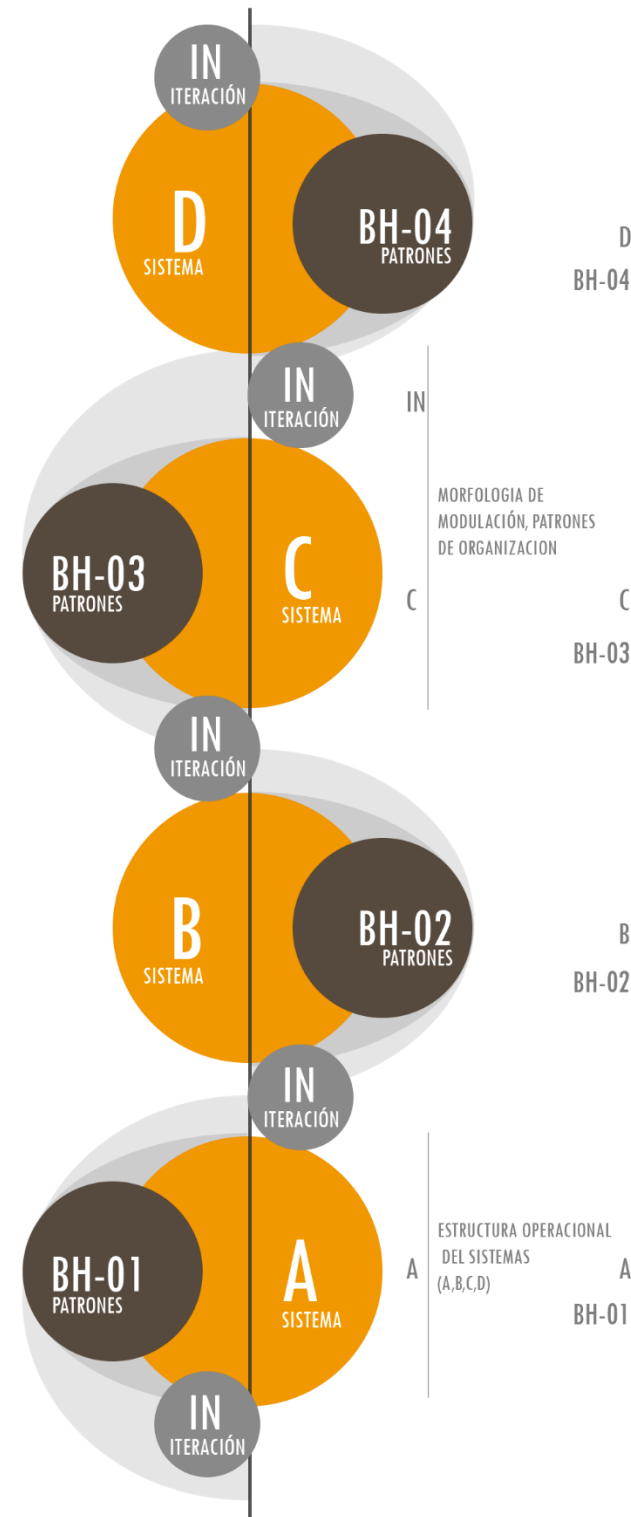 IN
ITERACIÓN
D
SISTEMA
BH-04
PATRONES
D
BH-04
IN
ITERACIÓN
IN
MORFOLOGIA DE
MODULACIÓN, PATRONES
DE ORGANIZACION
BH-03
PATRONES
C
SISTEMA
C
C
BH-03
IN
ITERACIÓN
B
SISTEMA
BH-02
PATRONES
B
BH-02
IN
ITERACIÓN
ESTRUCTURA OPERACIONAL
DEL SISTEMAS
(A,B,C,D)
BH-01
PATRONES
A
SISTEMA
A
A
BH-01
IN
ITERACIÓN